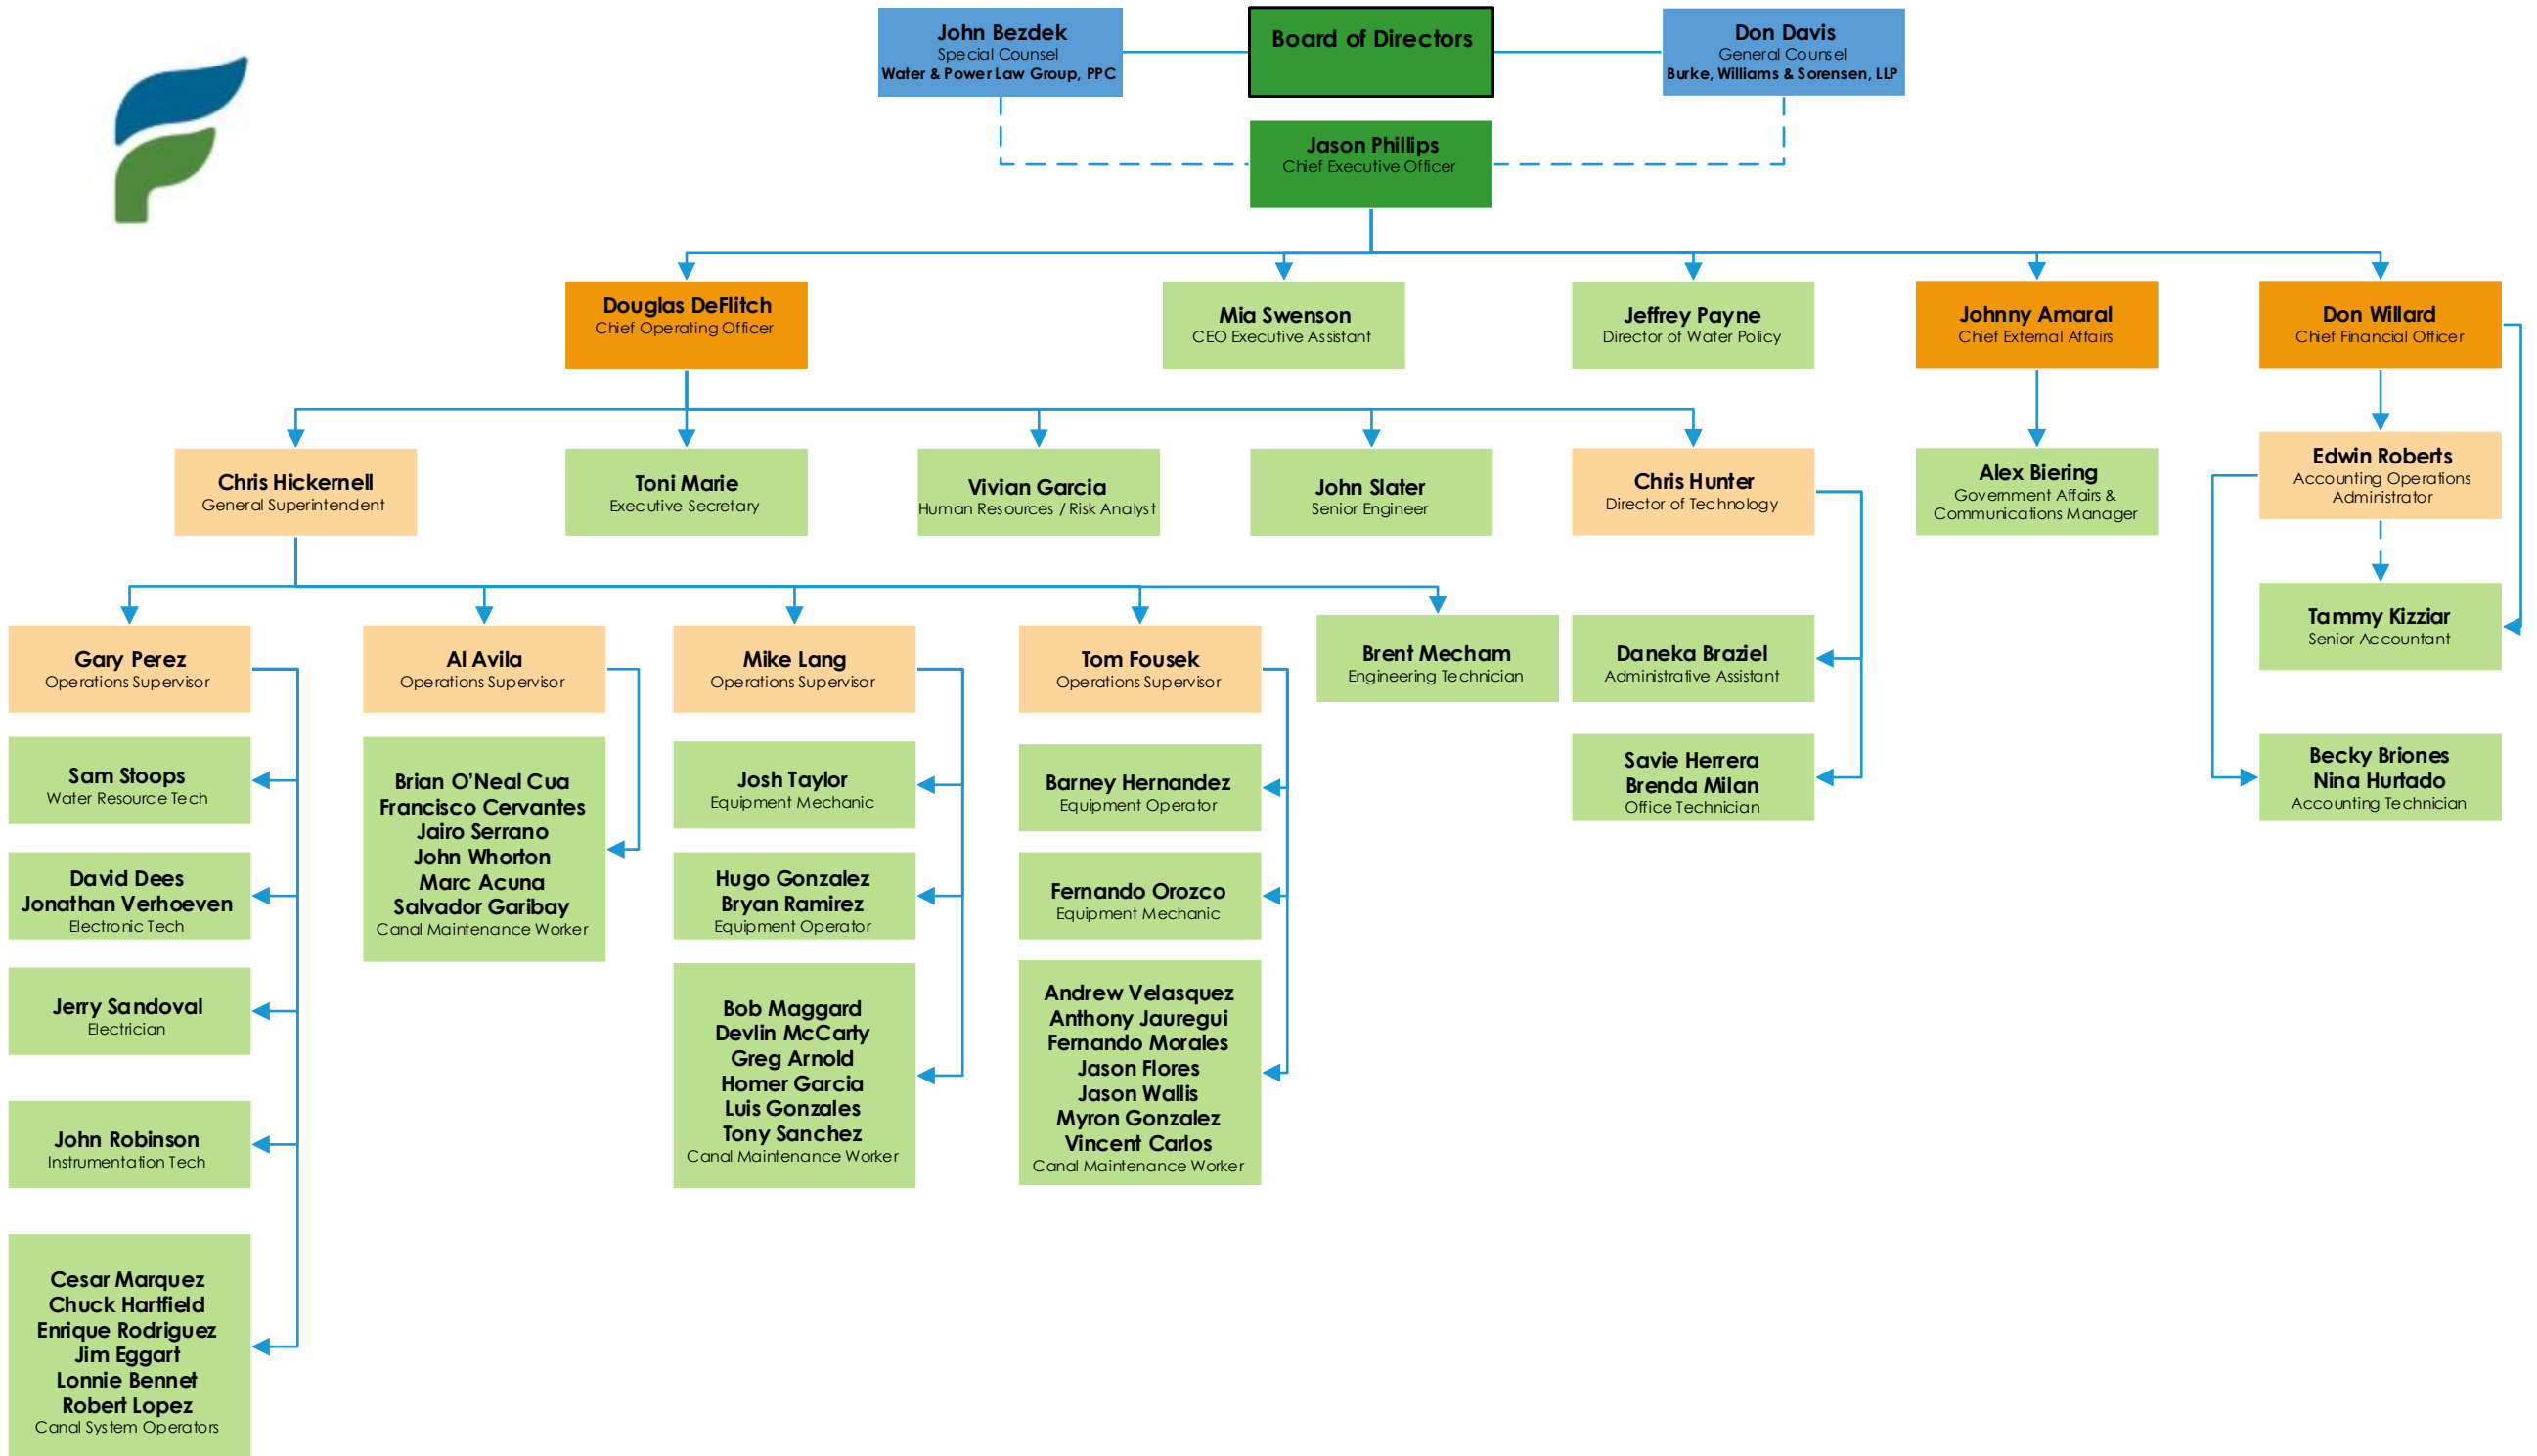 John Bezdek
Special Counsel
Water & Power Law Group, PPC
Board of Directors
Don Davis
General Counsel
Burke, Williams & Sorensen, LLP
Jason Phillips
Chief Executive Officer
Douglas DeFlitch
Chief Operating Officer
Mia Swenson
CEO Executive Assistant
Jeffrey Payne
Director of Water Policy
Johnny Amaral
Chief External Affairs
Don Willard
Chief Financial Officer
Chris Hickernell
General Superintendent
Toni Marie
Executive Secretary
Vivian Garcia
Human Resources / Risk Analyst
John Slater
Senior Engineer
Chris Hunter
Director of Technology
Alex Biering
Government Affairs &
Communications Manager
Edwin Roberts
Accounting Operations
Administrator
Gary Perez
Operations Supervisor
Al Avila
Operations Supervisor
Mike Lang
Operations Supervisor
Tom Fousek
Operations Supervisor
Brent Mecham
Engineering Technician
Daneka Braziel
Administrative Assistant
Tammy Kizziar
Senior Accountant
Sam Stoops
Water Resource Tech
David Dees
Jonathan Verhoeven
Electronic Tech
Jerry Sandoval
Electrician
John Robinson
Instrumentation Tech
Cesar Marquez
Chuck Hartfield
Enrique Rodriguez
Jim Eggart
Lonnie Bennet
Robert Lopez
Canal System Operators
Brian O'Neal Cua
Francisco Cervantes
Jairo Serrano
John Whorton
Marc Acuna
Salvador Garibay
Canal Maintenance Worker
Josh Taylor
Equipment Mechanic
Hugo Gonzalez
Bryan Ramirez
Equipment Operator
Bob Maggard
Devlin McCarty
Greg Arnold
Homer Garcia
Luis Gonzales
Tony Sanchez
Canal Maintenance Worker
Barney Hernandez
Equipment Operator
Fernando Orozco
Equipment Mechanic
Andrew Velasquez
Anthony Jauregui
Fernando Morales
Jason Flores
Jason Wallis
Myron Gonzalez
Vincent Carlos
Canal Maintenance Worker
Savie Herrera
Brenda Milan
Office Technician
Becky Briones
Nina Hurtado
Accounting Technician